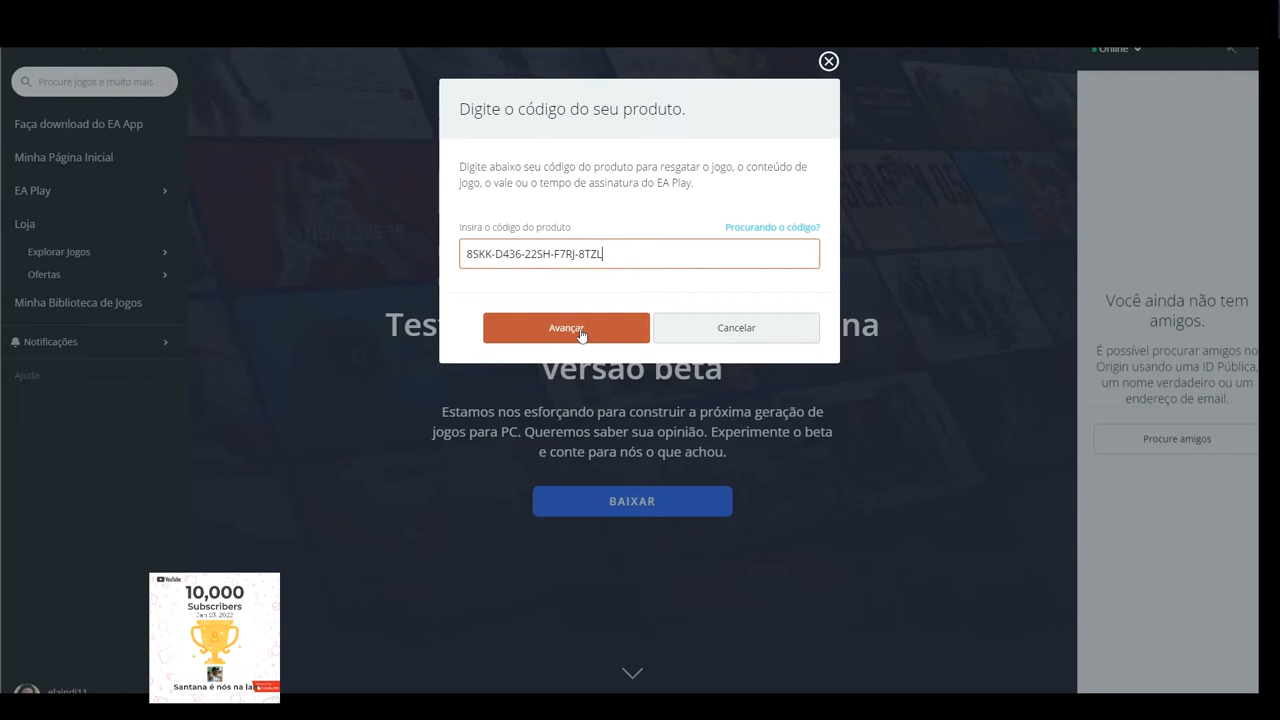 Online
Procure jogos e muito mais
Faça download do EA App
Minha Página Inicial
EA Play
Loja
Explorar Jogos
Ofertas
Minha Biblioteca de Jogos
Notificações
Ajuda
Digite o código do seu produto.
Digite abaixo seu código do produto para resgatar o jogo, o conteúdo de
jogo, o vale ou o tempo de assinatura do EA Play.
Insira o código do produto
Procurando o código?
8SKK-D436-22SH-F7RJ-8TZL
Avançar
Cancelar
versão beta
Estamos nos esforçando para construir a próxima geração de
jogos para PC. Queremos saber sua opinião. Experimente o beta
e conte para nós o que achou.
BAIXAR
Você ainda não tem
amigos.
É possível procurar amigos no
Origin usando uma ID Pública,
um nome verdadeiro ou um
endereço de email.
Procure amigos
YouTube
10,000
Subscribers
Jan 03, 2022
Santana é nós na
elaindi11